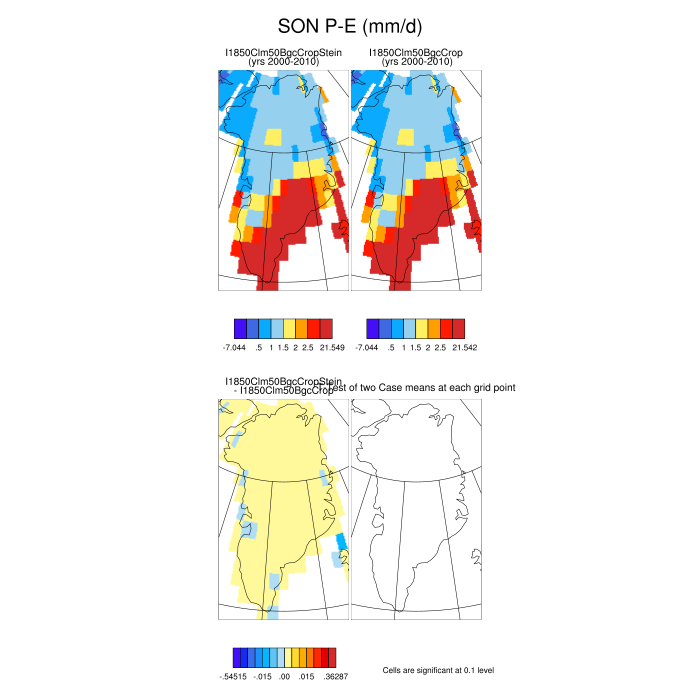 SON P-E (mm/d)
I1850Clm50BgcCropStein
(yrs 2000-2010)
I1850Clm50BgcCrop
(yrs 2000-2010)
-7.044 .5 1 1.5 2 2.5 21.549
-7.044 .5 1 1.5 2 2.5 21.542
I1850Clm50BgcCropStein
- I1850Clm50BgcCrop
Test of two Case means at each grid point
-.54515 -.015 .00 .015 .36287
Cells are significant at 0.1 level